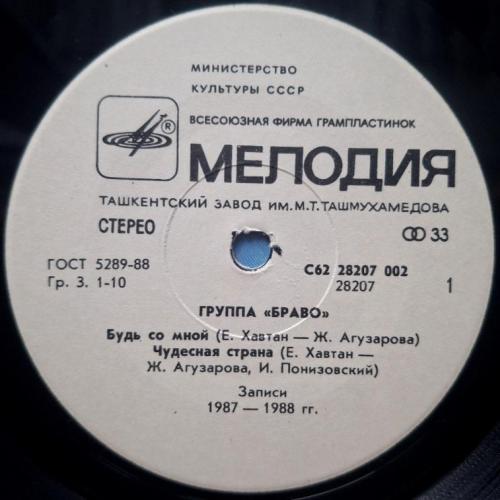 МИНИСТЕРСТВО
КУЛЬТУРЫ СССР
ВСЕСОЮЗНАЯ ФИРМА ГРАМПЛАСТИНОК
®
МЕЛОДИЯ
ТАШКЕНТСКИЙ ЗАВОД ИМ. М.Т. ТАШМУХАМЕДОВА
СТЕРЕО
33
ГОСТ 5289-88
Гр. 3. 1-10
С62 28207 002
28207
1
ГРУППА «БРАВО»
Будь со мной (Е. Хавтан — Ж. Агузарова)
Чудесная страна (Е. Хавтан —
Ж. Агузарова, И. Понизовский)
Записи
1987 — 1988 гг.